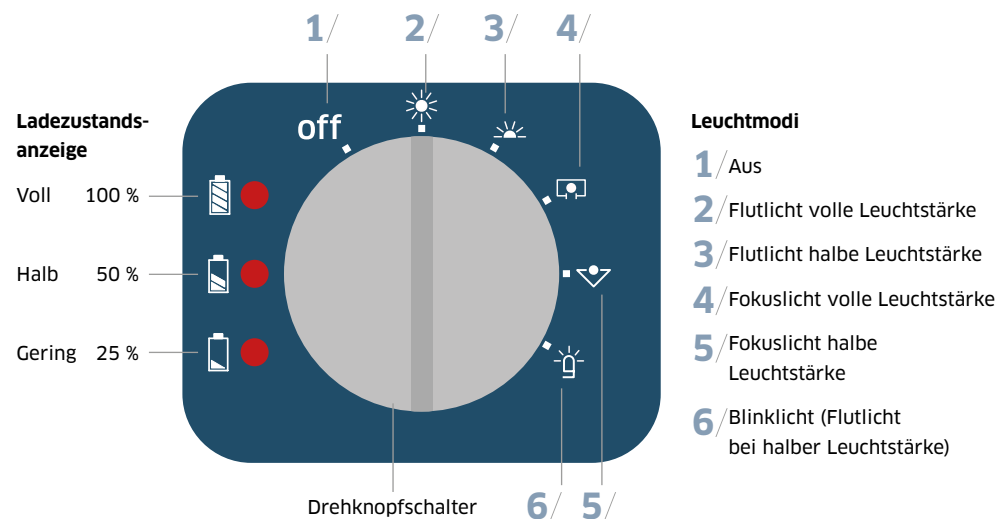 1/ 2/ 3/ 4/
off
Ladezustands-
anzeige
Voll 100 %
Halb 50 %
Gering 25 %
Drehknopfschalter
6/ 5/
Leuchtmodi
1/ Aus
2/ Flutlicht volle Leuchtstärke
3/ Flutlicht halbe Leuchtstärke
4/ Fokuslicht volle Leuchtstärke
5/ Fokuslicht halbe
Leuchtstärke
6/ Blinklicht (Flutlicht
bei halber Leuchtstärke)